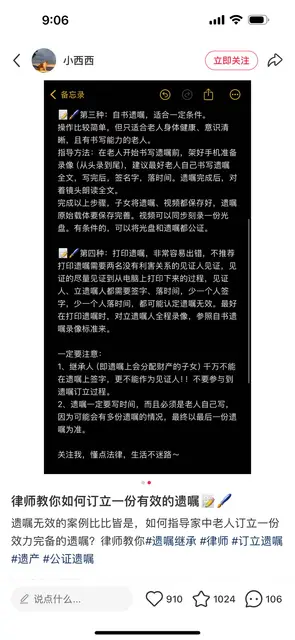 9:06
小西西
立即关注
备忘录
📝🖊️第三种：自书遗嘱，适合一定条件。
操作比较简单，但只适合老人身体健康、意识清
晰，且有书写能力的老人。
指导方法：在老人开始书写遗嘱前，架好手机准备
录像（从头录到尾），建议最好老人自己书写遗嘱
全文，写完后，签名字，落时间。遗嘱完成后，对
着镜头朗读全文。
完成以上步骤，子女将遗嘱、视频都保存好，遗嘱
原始载体要保存完善。视频可以同步刻录一份光
盘。有条件的，可以将光盘和遗嘱都公证。
📝🖊️第四种：打印遗嘱，非常容易出错，不推荐
打印遗嘱需要两名没有利害关系的见证人见证，见
证的尽量见证到从电脑上打印下来的过程，见证
人、立遗嘱人都需要签字、落时间，少一个人签
字，少一个人落时间，都可能认定遗嘱无效。最好
在打印遗嘱时，对立遗嘱人全程录像，参照自书遗
嘱录像标准来。
一定要注意：
1、继承人（即遗嘱上会分配财产的子女）千万不能
在遗嘱上签字，更不能作为见证人！！不要参与到
遗嘱订立过程。
2、遗嘱一定要写时间，而且必须是老人自己写，
因为可能会有多份遗嘱的情况，最终以最后一份遗
嘱为准。
关注我，懂点法律，生活不迷路～
律师教你如何订立一份有效的遗嘱📝🖊️
遗嘱无效的案例比比皆是，如何指导家中老人订立一份
效力完备的遗嘱？律师教你#遗嘱继承 #律师 #订立遗嘱
#遗产 #公证遗嘱
说点什么...
910
1024
106